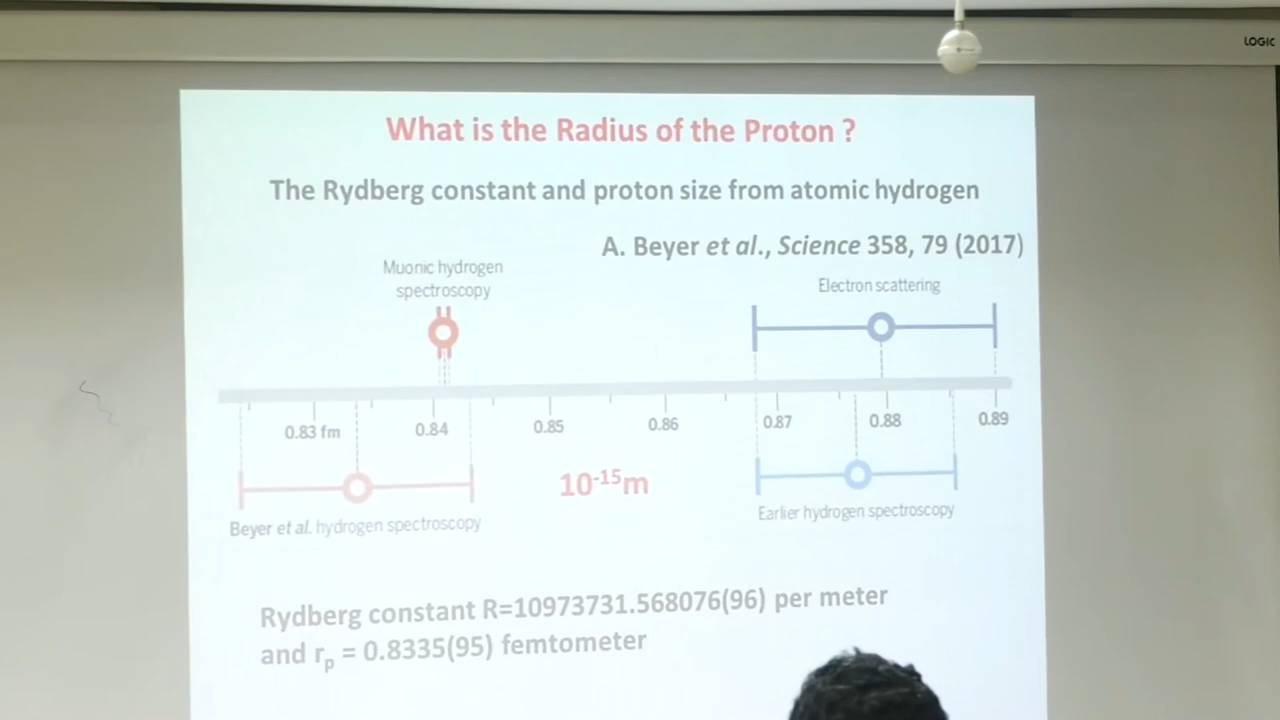 LOGIC
What is the Radius of the Proton ?
The Rydberg constant and proton size from atomic hydrogen
A. Beyer et al., Science 358, 79 (2017)
Muonic hydrogen
spectroscopy
Electron scattering
0.83 fm 0.84 0.85 0.86 0.87 0.88 0.89
10⁻¹⁵m
Beyer et al. hydrogen spectroscopy
Earlier hydrogen spectroscopy
Rydberg constant R=10973731.568076(96) per meter
and rₚ = 0.8335(95) femtometer